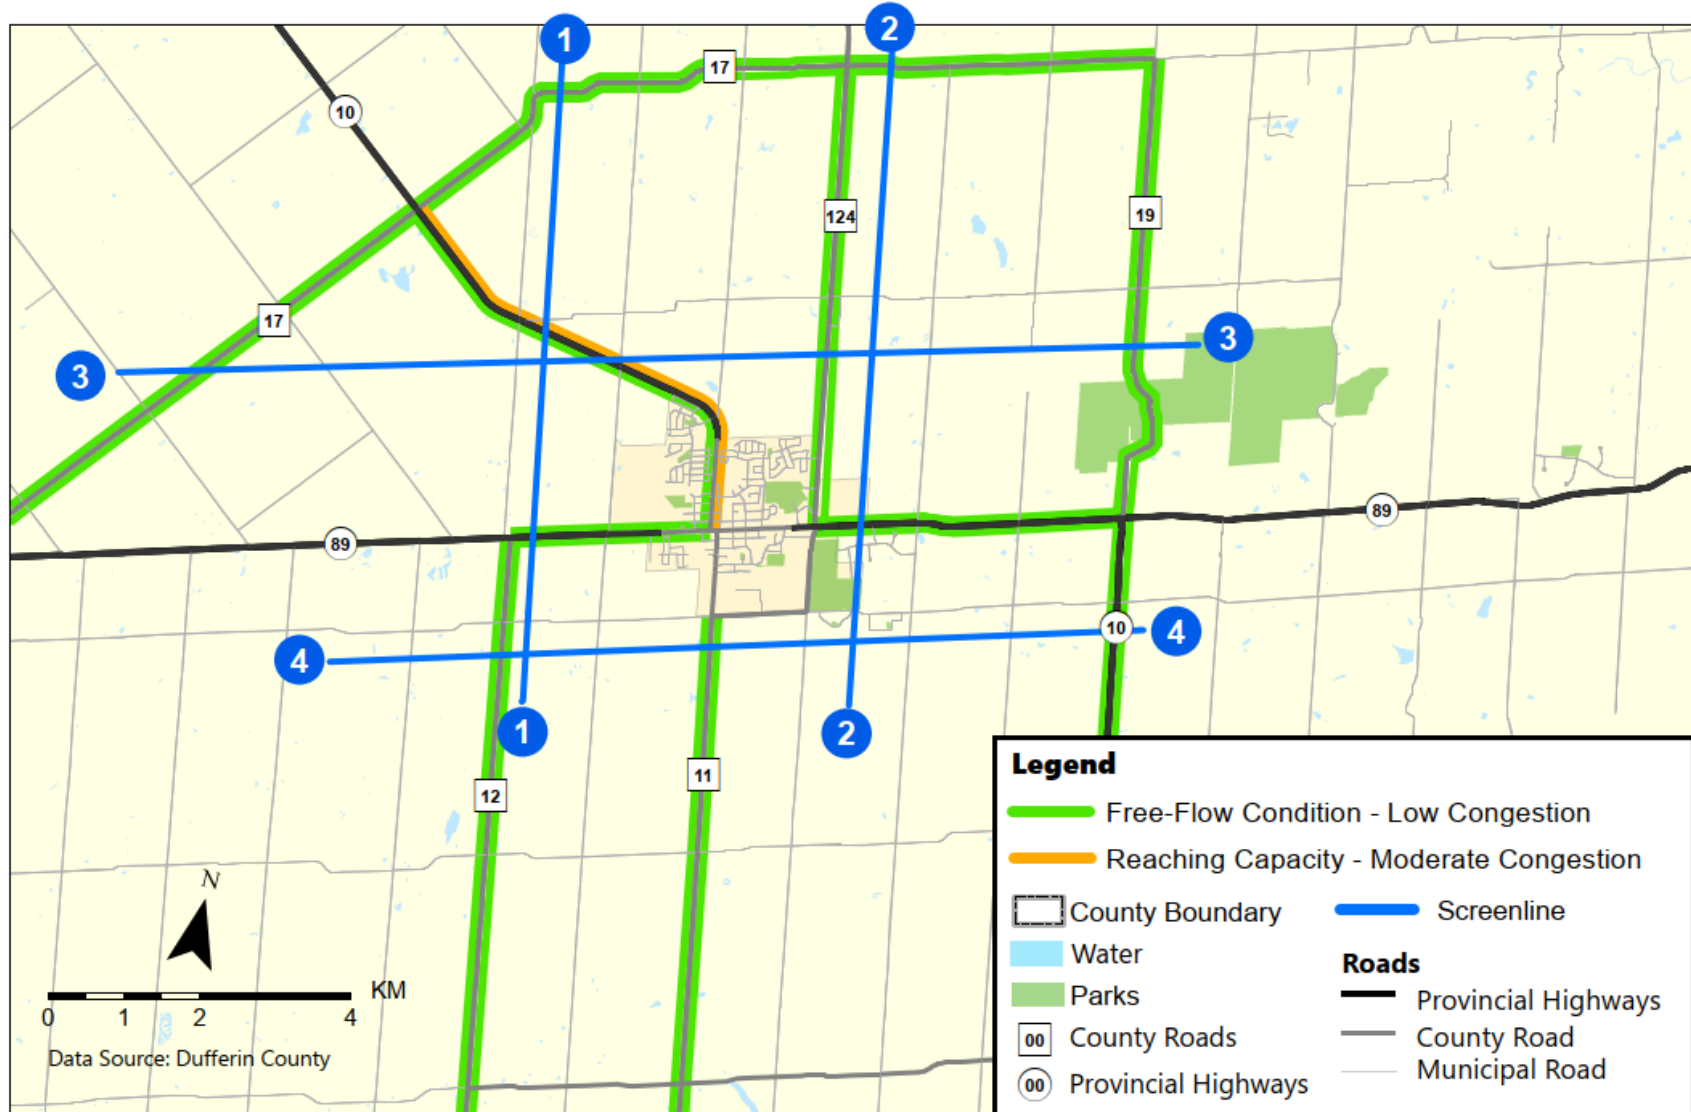 1
2
17
10
124
19
17
3
3
89
89
10
4
4
1
2
12
11
N
KM
0 1 2 4
Data Source: Dufferin County
Legend
Free-Flow Condition - Low Congestion
Reaching Capacity - Moderate Congestion
County Boundary
Screenline
Water
Parks
00 County Roads
00 Provincial Highways
Roads
Provincial Highways
County Road
Municipal Road